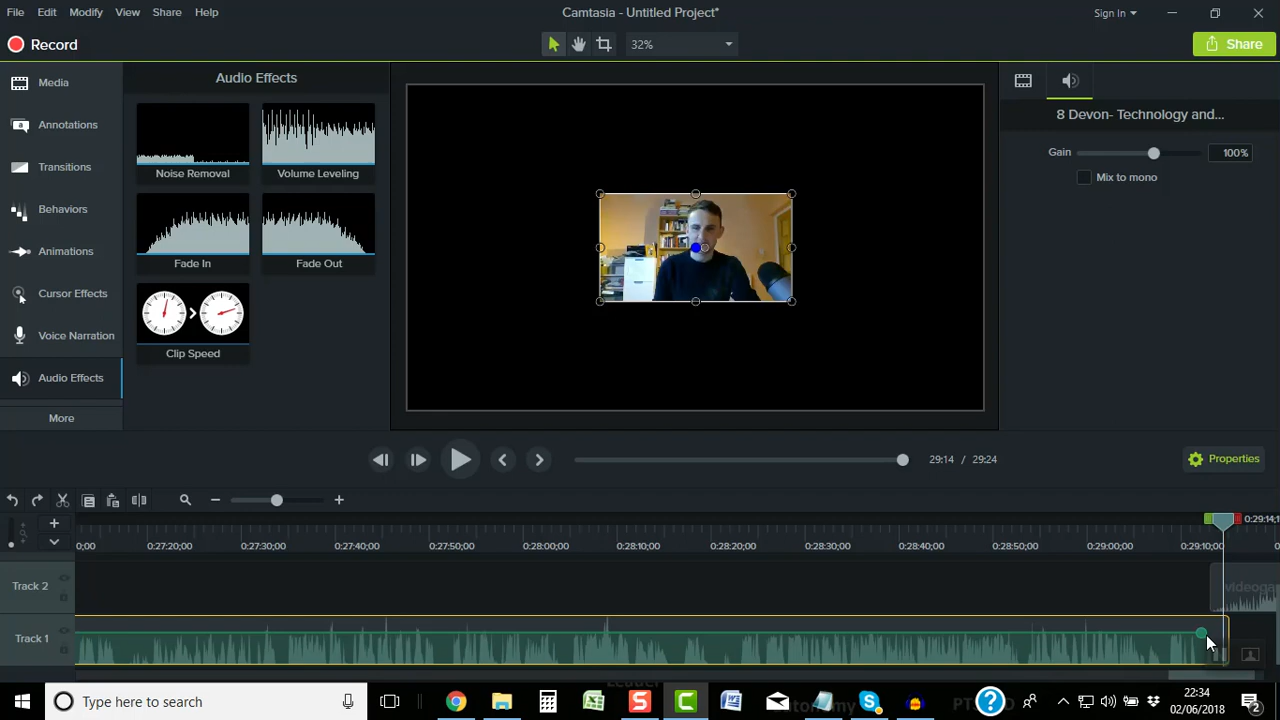 File Edit Modify View Share Help
Camtasia - Untitled Project*
Sign In
Record
32%
Share
Media
Annotations
Transitions
Behaviors
Animations
Cursor Effects
Voice Narration
Audio Effects
More
Audio Effects
Noise Removal
Volume Leveling
Fade In
Fade Out
Clip Speed
8 Devon- Technology and...
Gain 100%
Mix to mono
29:14 / 29:24
Properties
0:29:14;1
0;00 0:27:20;00 0:27:30;00 0:27:40;00 0:27:50;00 0:28:00;00 0:28:10;00 0:28:20;00 0:28:30;00 0:28:40;00 0:28:50;00 0:29:00;00 0:29:10;00
Track 2
videoga
Track 1
Type here to search
22:34
02/06/2018
2